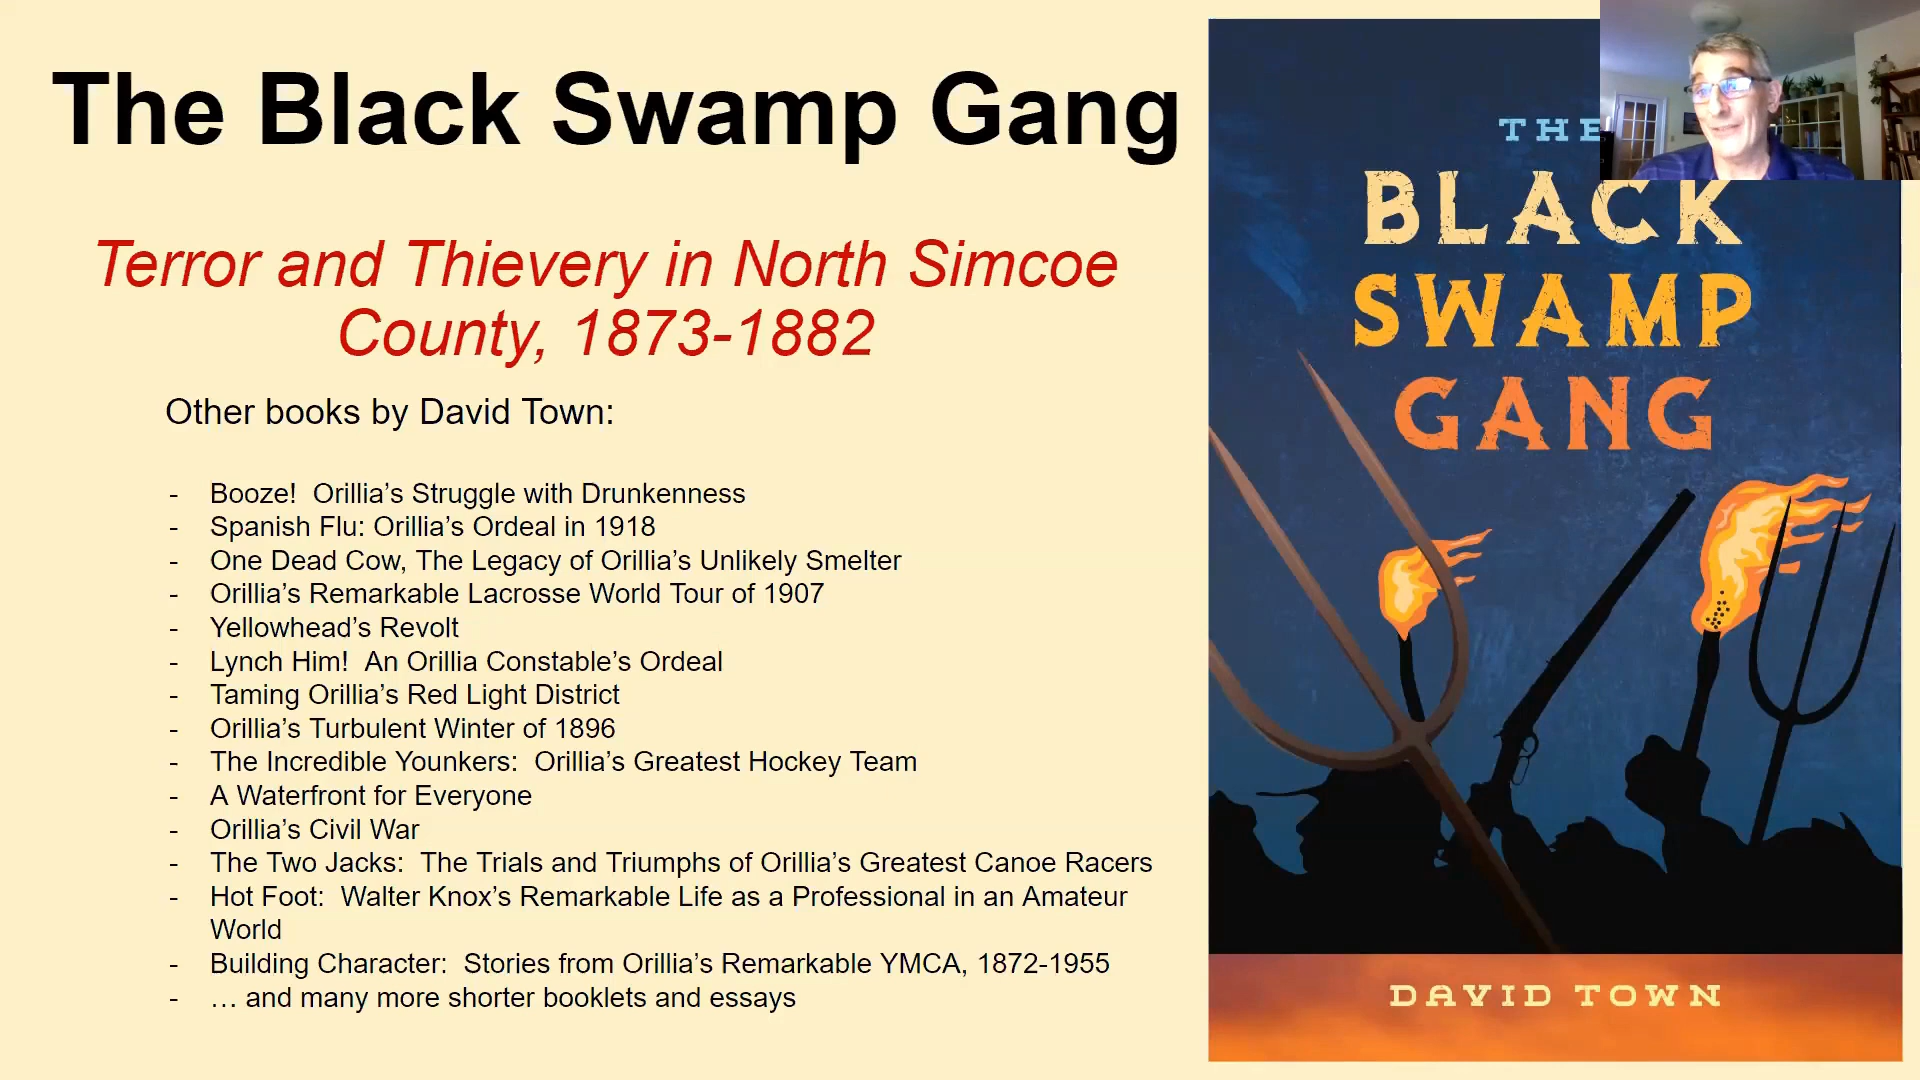 The Black Swamp Gang
Terror and Thievery in North Simcoe
County, 1873-1882
Other books by David Town:
- Booze!  Orillia’s Struggle with Drunkenness
- Spanish Flu: Orillia’s Ordeal in 1918
- One Dead Cow, The Legacy of Orillia’s Unlikely Smelter
- Orillia’s Remarkable Lacrosse World Tour of 1907
- Yellowhead’s Revolt
- Lynch Him!  An Orillia Constable’s Ordeal
- Taming Orillia’s Red Light District
- Orillia’s Turbulent Winter of 1896
- The Incredible Younkers:  Orillia’s Greatest Hockey Team
- A Waterfront for Everyone
- Orillia’s Civil War
- The Two Jacks:  The Trials and Triumphs of Orillia’s Greatest Canoe Racers
- Hot Foot:  Walter Knox’s Remarkable Life as a Professional in an Amateur
World
- Building Character:  Stories from Orillia’s Remarkable YMCA, 1872-1955
- … and many more shorter booklets and essays
THE
BLACK
SWAMP
GANG
DAVID TOWN